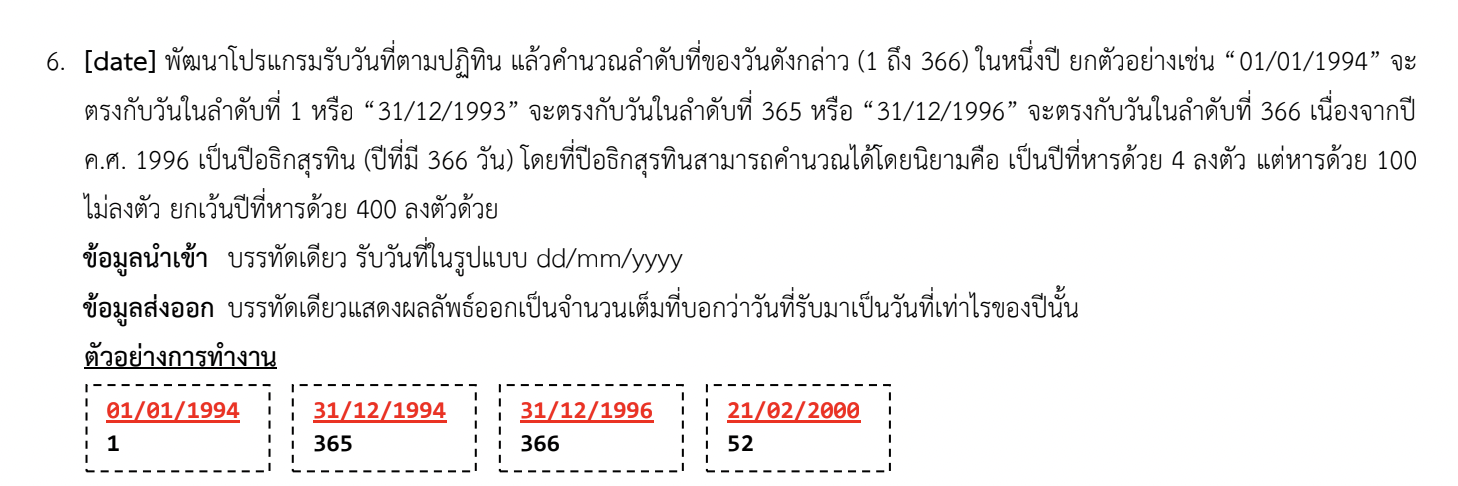 6. [date] พัฒนาโปรแกรมรับวันที่ตามปฏิทิน แล้วคำนวณลำดับที่ของวันดังกล่าว (1 ถึง 366) ในหนึ่งปี ยกตัวอย่างเช่น “01/01/1994” จะ
ตรงกับวันในลำดับที่ 1 หรือ “31/12/1993” จะตรงกับวันในลำดับที่ 365 หรือ “31/12/1996” จะตรงกับวันในลำดับที่ 366 เนื่องจากปี
ค.ศ. 1996 เป็นปีอธิกสุรทิน (ปีที่มี 366 วัน) โดยที่ปีอธิกสุรทินสามารถคำนวณได้โดยนิยามคือ เป็นปีที่หารด้วย 4 ลงตัว แต่หารด้วย 100
ไม่ลงตัว ยกเว้นปีที่หารด้วย 400 ลงตัวด้วย
ข้อมูลนำเข้า บรรทัดเดียว รับวันที่ในรูปแบบ dd/mm/yyyy
ข้อมูลส่งออก บรรทัดเดียวแสดงผลลัพธ์ออกเป็นจำนวนเต็มที่บอกว่าวันที่รับมาเป็นวันที่เท่าไรของปีนั้น
ตัวอย่างการทำงาน
01/01/1994 31/12/1994 31/12/1996 21/02/2000
1 365 366 52